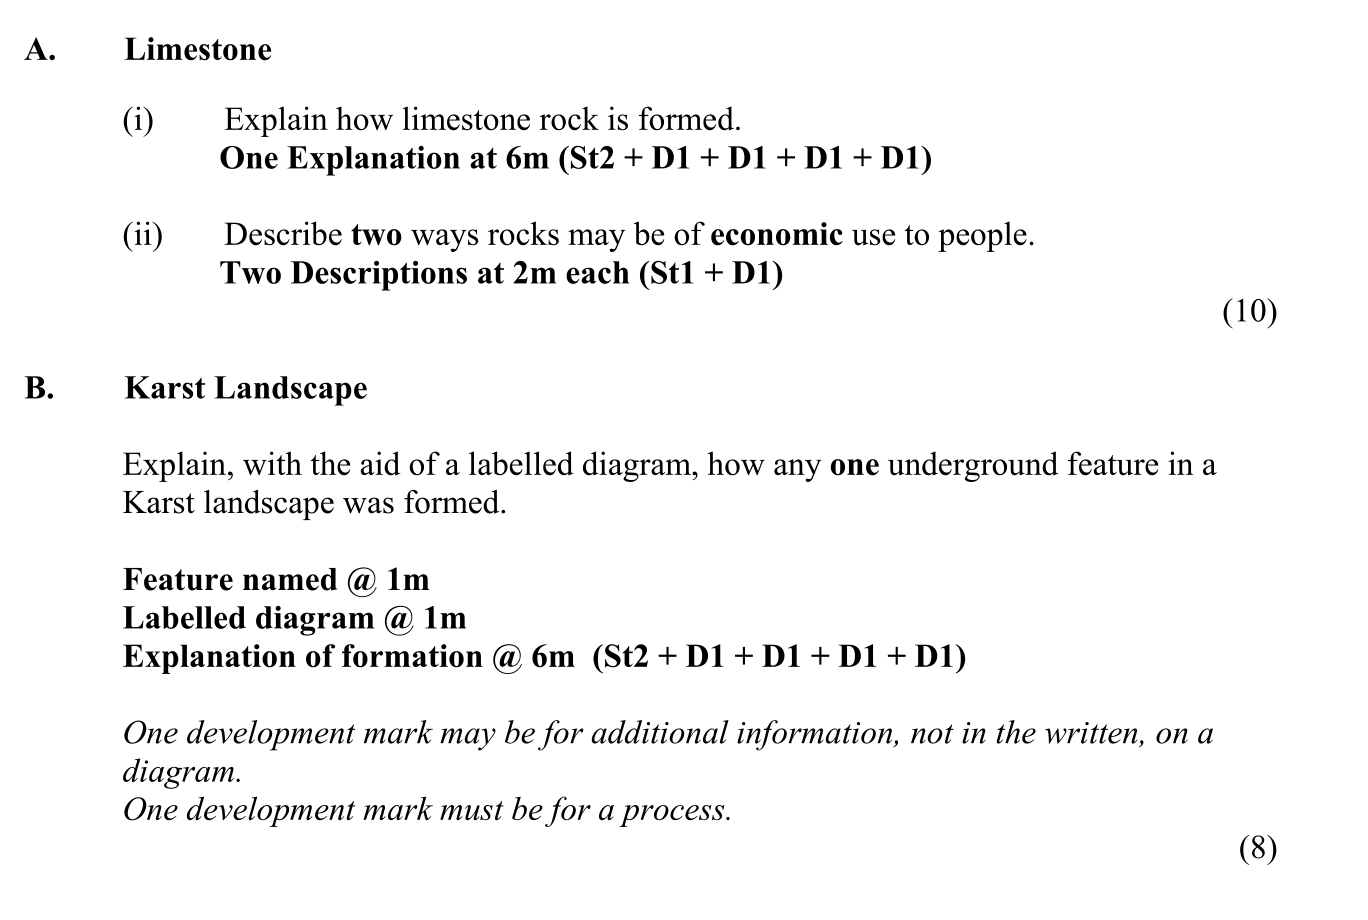 A. Limestone
(i) Explain how limestone rock is formed.
One Explanation at 6m (St2 + D1 + D1 + D1 + D1)
(ii) Describe two ways rocks may be of economic use to people.
Two Descriptions at 2m each (St1 + D1)
(10)
B. Karst Landscape
Explain, with the aid of a labelled diagram, how any one underground feature in a
Karst landscape was formed.
Feature named @ 1m
Labelled diagram @ 1m
Explanation of formation @ 6m (St2 + D1 + D1 + D1 + D1)
One development mark may be for additional information, not in the written, on a
diagram.
One development mark must be for a process.
(8)